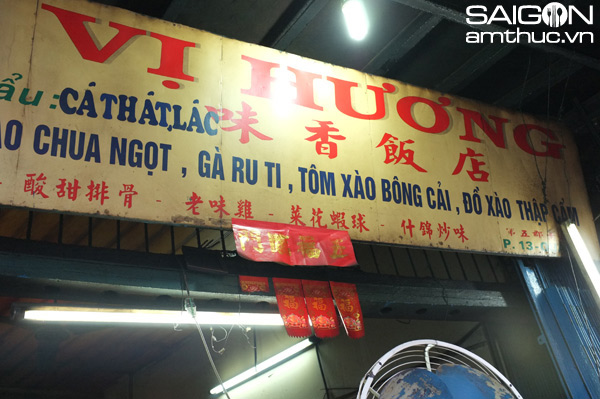 SAIGON
amthuc.vn
VỊ HƯƠNG
ẨU : CÁ THÁT,LÁC
味香飯店
ÀO CHUA NGỌT , GÀ RU TI , TÔM XÀO BÔNG CẢI , ĐỒ XÀO THẬP CẨM
酸甜排骨 - 老味雞 - 菜花蝦球 - 什錦炒味
P. 13-